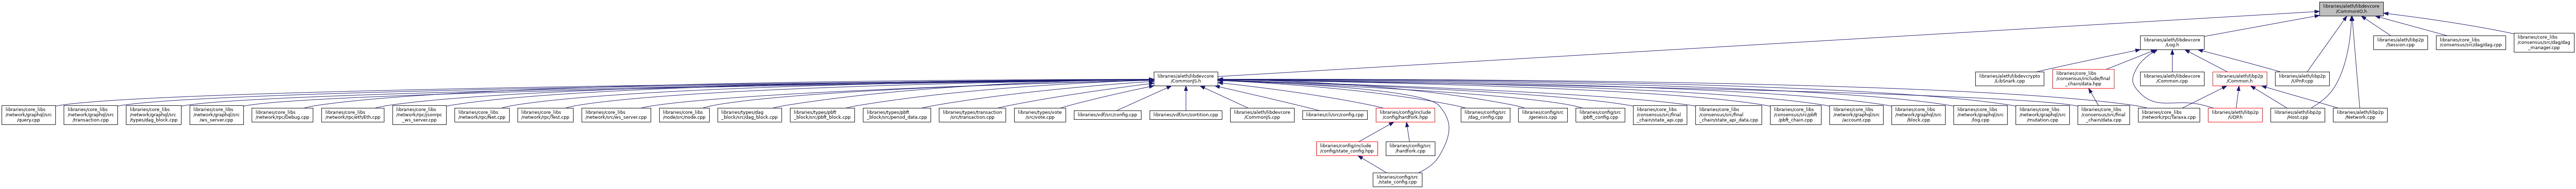 libraries/aleth/libdevcore
/CommonIO.h
libraries/aleth/libdevcore
/Log.h
libraries/aleth/libp2p
/Session.cpp
libraries/core_libs
/consensus/src/dag/dag.cpp
libraries/core_libs
/consensus/src/dag/dag
_manager.cpp
libraries/aleth/libdevcore
/CommonJS.h
libraries/aleth/libdevcrypto
/LibSnark.cpp
libraries/core_libs
/consensus/include/final
_chain/data.hpp
libraries/aleth/libdevcore
/Common.cpp
libraries/aleth/libp2p
/Common.h
libraries/aleth/libp2p
/UPnP.cpp
libraries/core_libs
/network/graphql/src
/query.cpp
libraries/core_libs
/network/graphql/src
/transaction.cpp
libraries/core_libs
/network/graphql/src
/types/dag_block.cpp
libraries/core_libs
/network/graphql/src
/ws_server.cpp
libraries/core_libs
/network/rpc/Debug.cpp
libraries/core_libs
/network/rpc/eth/Eth.cpp
libraries/core_libs
/network/rpc/jsonrpc
_ws_server.cpp
libraries/core_libs
/network/rpc/Net.cpp
libraries/core_libs
/network/rpc/Test.cpp
libraries/core_libs
/network/src/ws_server.cpp
libraries/core_libs
/node/src/node.cpp
libraries/types/dag
_block/src/dag_block.cpp
libraries/types/pbft
_block/src/pbft_block.cpp
libraries/types/pbft
_block/src/period_data.cpp
libraries/types/transaction
/src/transaction.cpp
libraries/types/vote
/src/vote.cpp
libraries/vdf/src/config.cpp
libraries/vdf/src/sortition.cpp
libraries/aleth/libdevcore
/CommonJS.cpp
libraries/cli/src/config.cpp
libraries/config/include
/config/hardfork.hpp
libraries/config/src
/dag_config.cpp
libraries/config/src
/genesis.cpp
libraries/config/src
/pbft_config.cpp
libraries/core_libs
/consensus/src/final
_chain/state_api.cpp
libraries/core_libs
/consensus/src/final
_chain/state_api_data.cpp
libraries/core_libs
/consensus/src/pbft
/pbft_chain.cpp
libraries/core_libs
/network/graphql/src
/account.cpp
libraries/core_libs
/network/graphql/src
/block.cpp
libraries/core_libs
/network/graphql/src
/log.cpp
libraries/core_libs
/network/graphql/src
/mutation.cpp
libraries/core_libs
/consensus/src/final
_chain/data.cpp
libraries/core_libs
/network/rpc/Taraxa.cpp
libraries/aleth/libp2p
/UDP.h
libraries/aleth/libp2p
/Host.cpp
libraries/aleth/libp2p
/Network.cpp
libraries/config/include
/config/state_config.hpp
libraries/config/src
/hardfork.cpp
libraries/config/src
/state_config.cpp